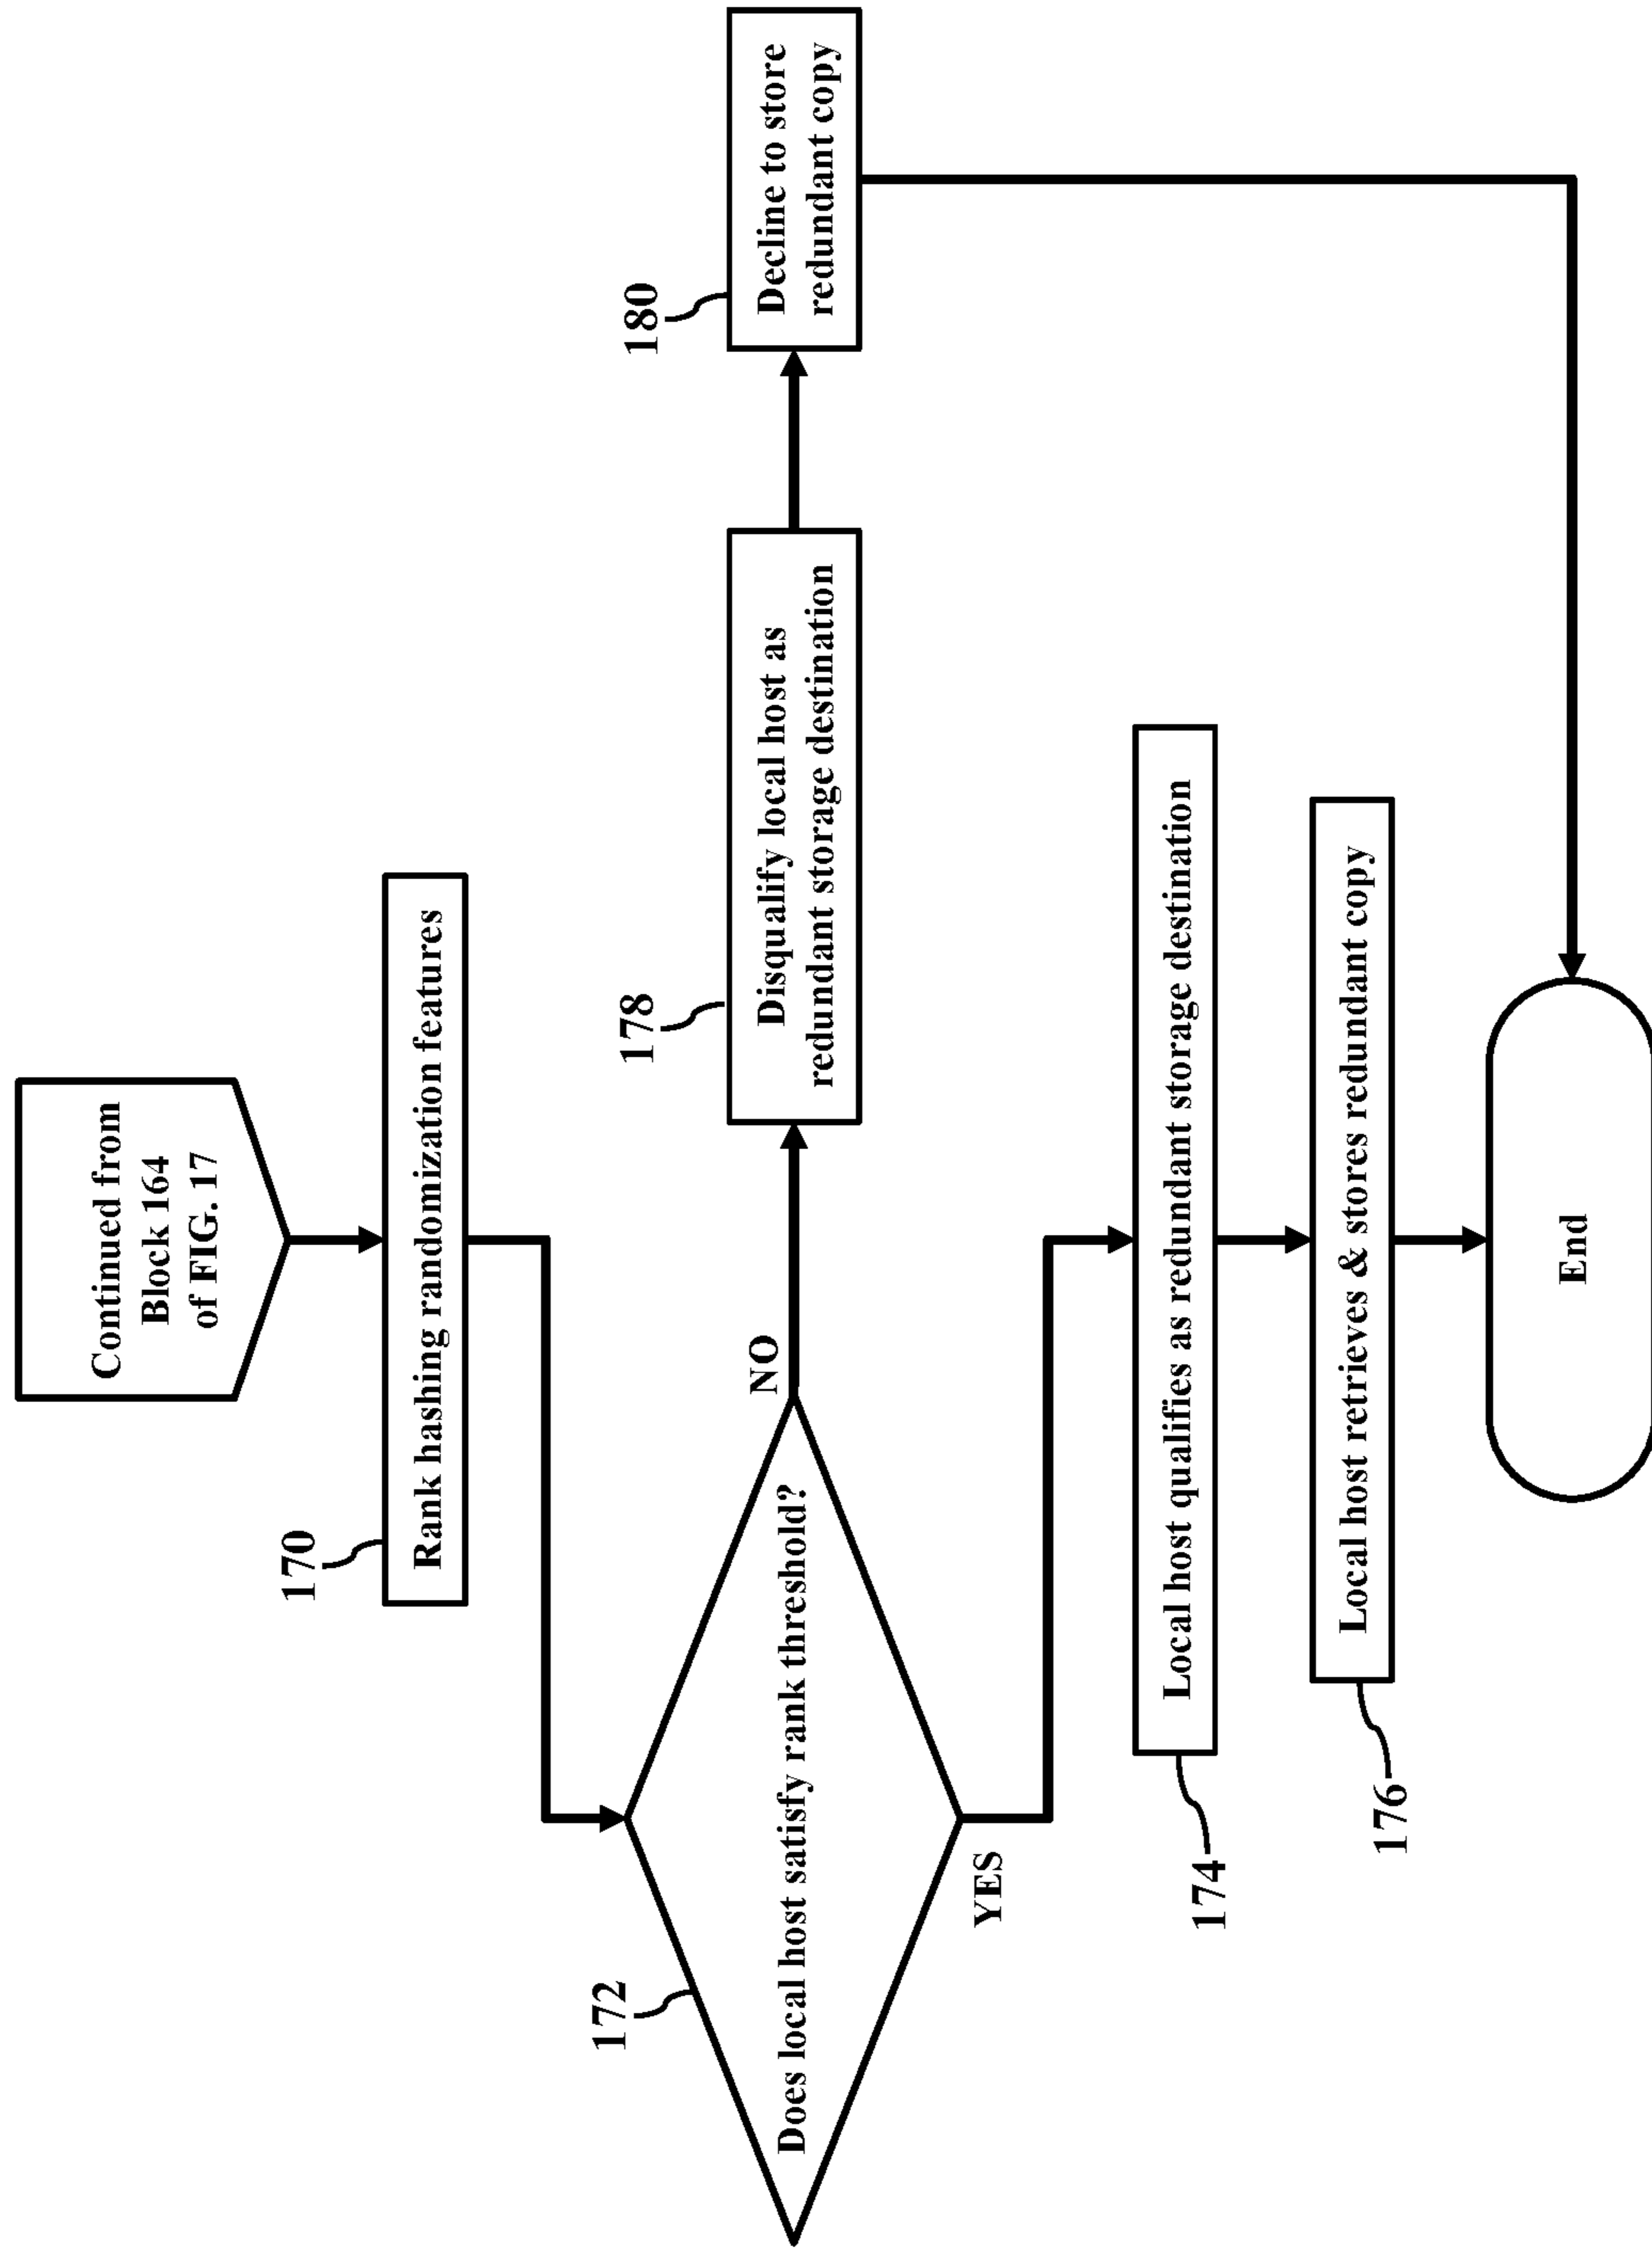 Continued from
Block 164
of FIG. 17
170
Rank hashing randomization features
172
Does local host satisfy rank threshold?
NO
178
Disqualify local host as
redundant storage destination
180
Decline to store
redundant copy
YES
174
Local host qualifies as redundant storage destination
176
Local host retrieves & stores redundant copy
End